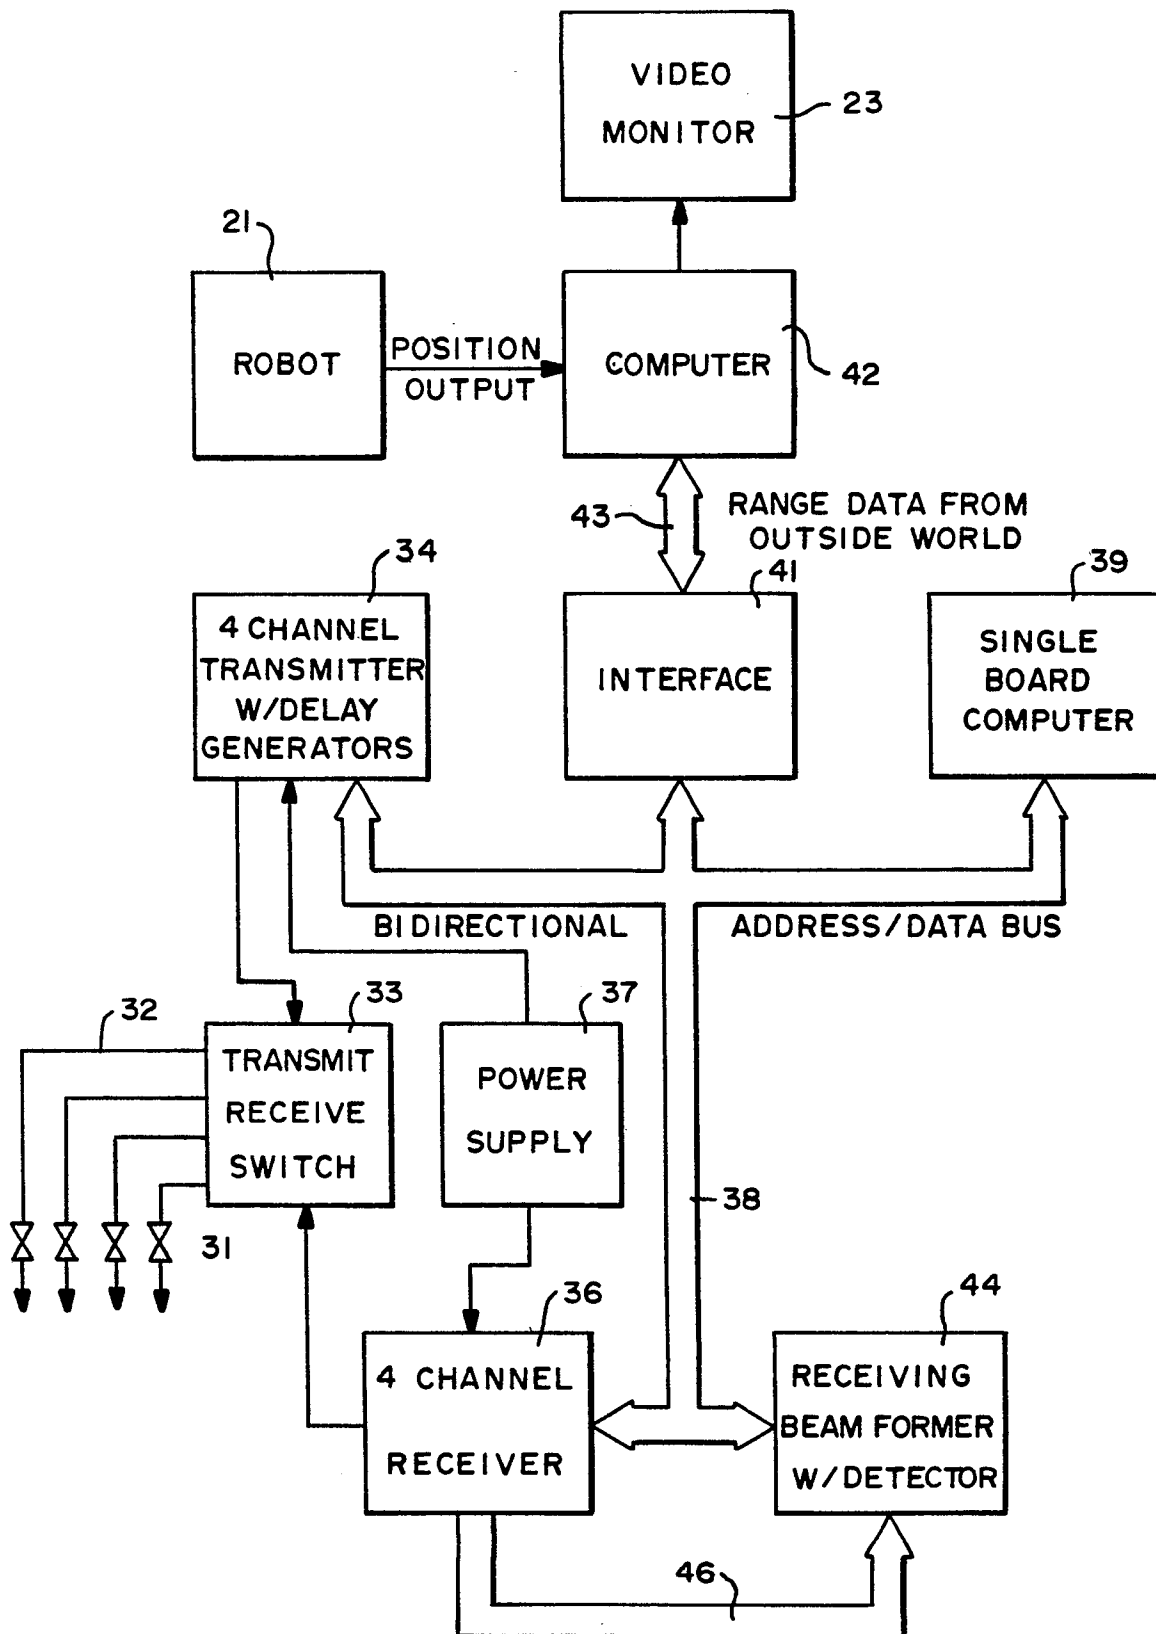 VIDEO
MONITOR
23
21
ROBOT
POSITION
OUTPUT
COMPUTER
42
43
RANGE DATA FROM
OUTSIDE WORLD
34
4 CHANNEL
TRANSMITTER
W/DELAY
GENERATORS
41
INTERFACE
39
SINGLE
BOARD
COMPUTER
BIDIRECTIONAL
ADDRESS/DATA BUS
32
33
TRANSMIT
RECEIVE
SWITCH
37
POWER
SUPPLY
38
31
36
4 CHANNEL
RECEIVER
44
RECEIVING
BEAM FORMER
W/DETECTOR
46